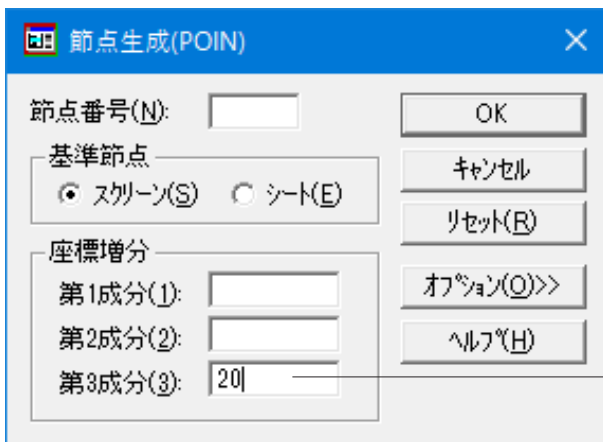 節点生成(POIN)
節点番号(N):
OK
基準節点
スクリーン(S) シート(E)
キャンセル
リセット(R)
座標増分
第1成分(1):
オプション(O)>>
第2成分(2):
ヘルプ(H)
第3成分(3): 20